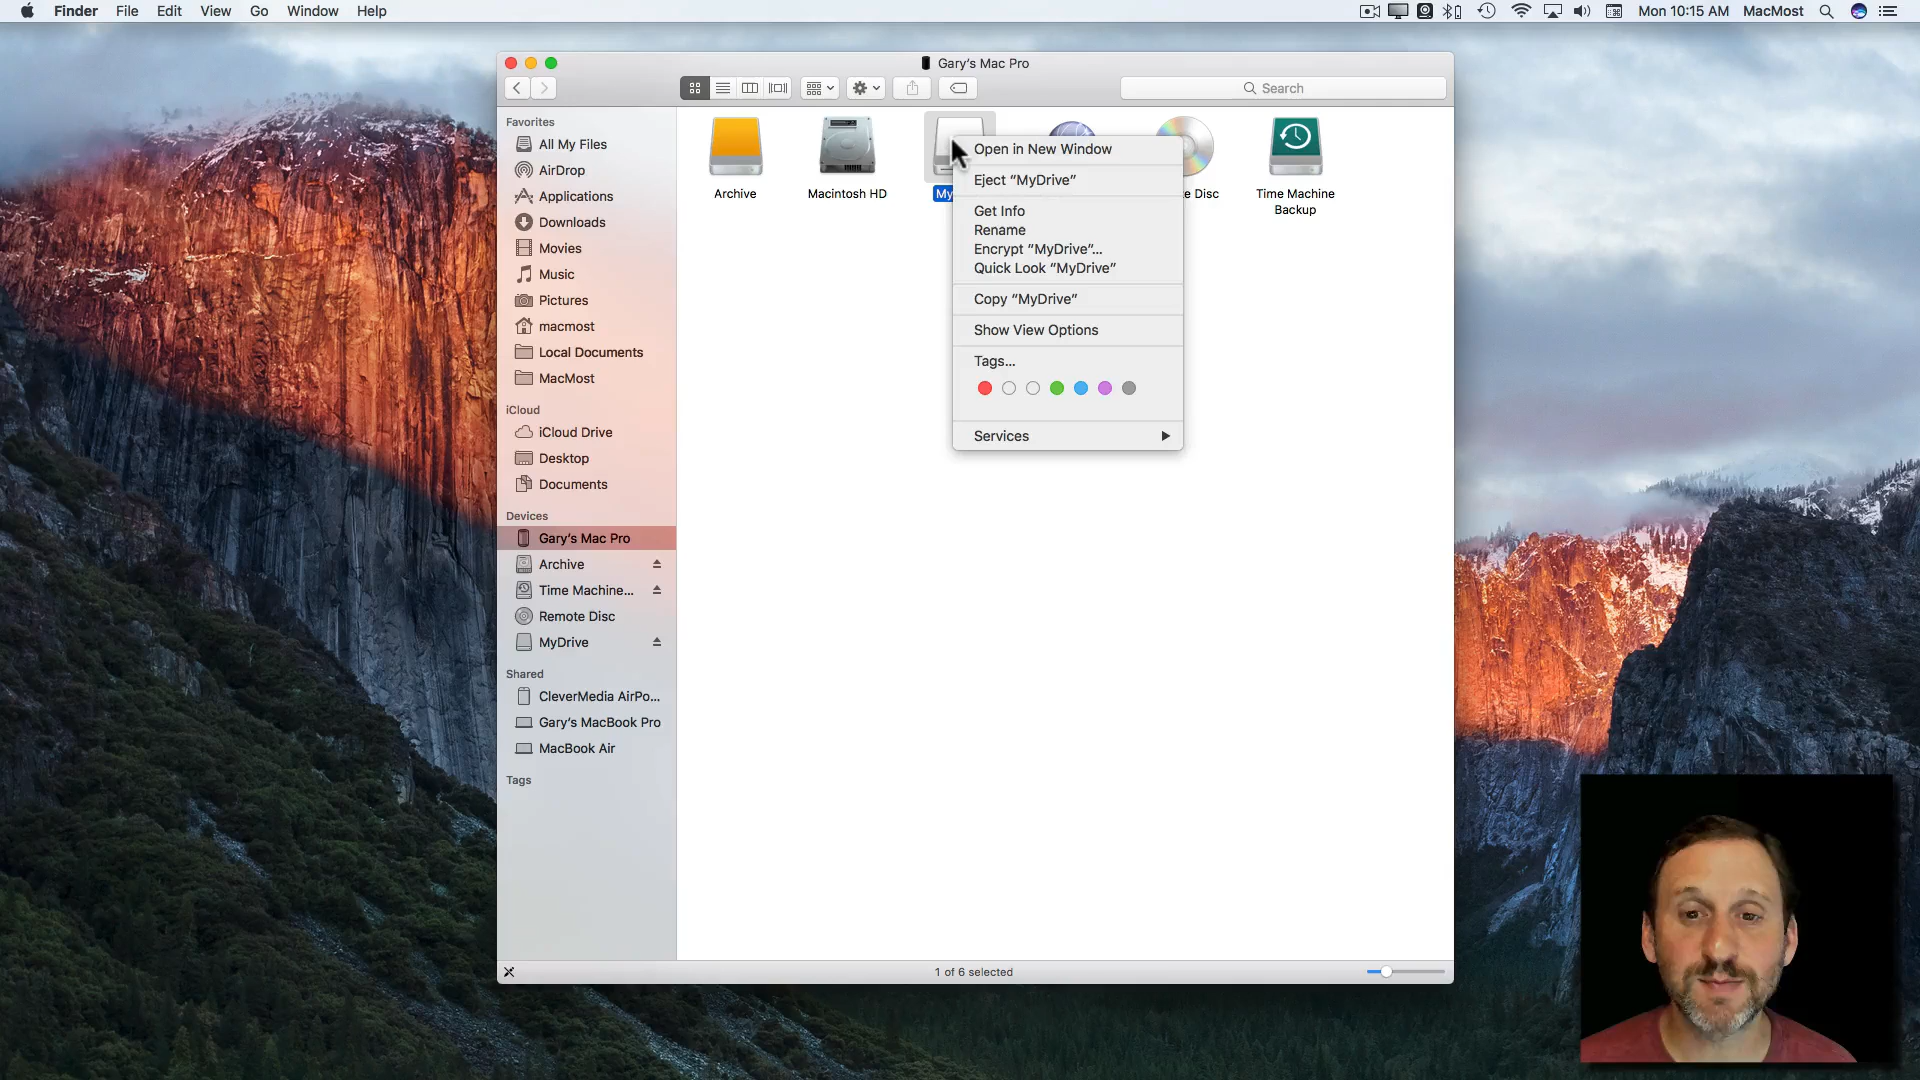 Finder File Edit View Go Window Help
Mon 10:15 AM MacMost
Gary's Mac Pro
Search
Favorites
All My Files
AirDrop
Applications
Downloads
Movies
Music
Pictures
macmost
Local Documents
MacMost
iCloud
iCloud Drive
Desktop
Documents
Devices
Gary's Mac Pro
Archive
Time Machine...
Remote Disc
MyDrive
Shared
CleverMedia AirPo...
Gary's MacBook Pro
MacBook Air
Tags
Archive
Macintosh HD
My
e Disc
Time Machine
Backup
Open in New Window
Eject “MyDrive”
Get Info
Rename
Encrypt “MyDrive”...
Quick Look “MyDrive”
Copy “MyDrive”
Show View Options
Tags...
Services
1 of 6 selected